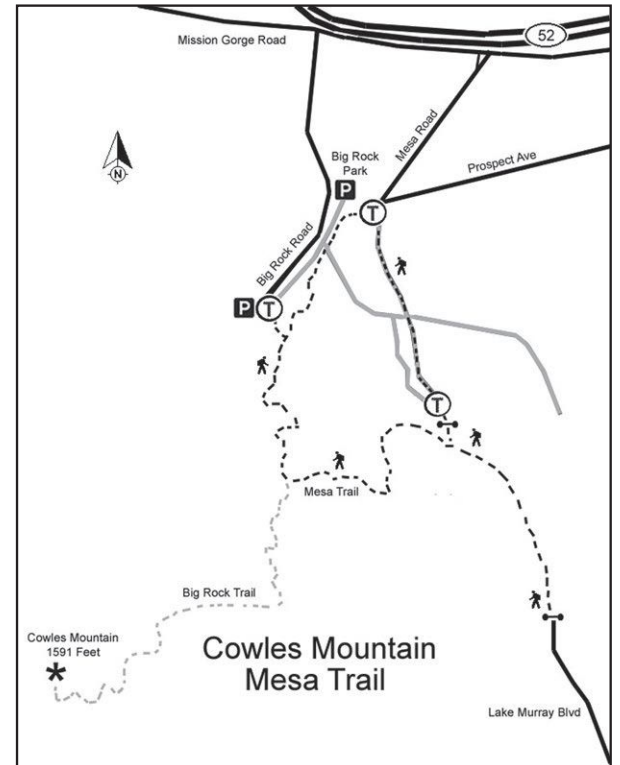 52
Mission Gorge Road
Mesa Road
Big Rock
Park
P
Prospect Ave
T
N
Big Rock Road
P
T
T
Mesa Trail
Big Rock Trail
Cowles Mountain
1591 Feet
Cowles Mountain
Mesa Trail
Lake Murray Blvd